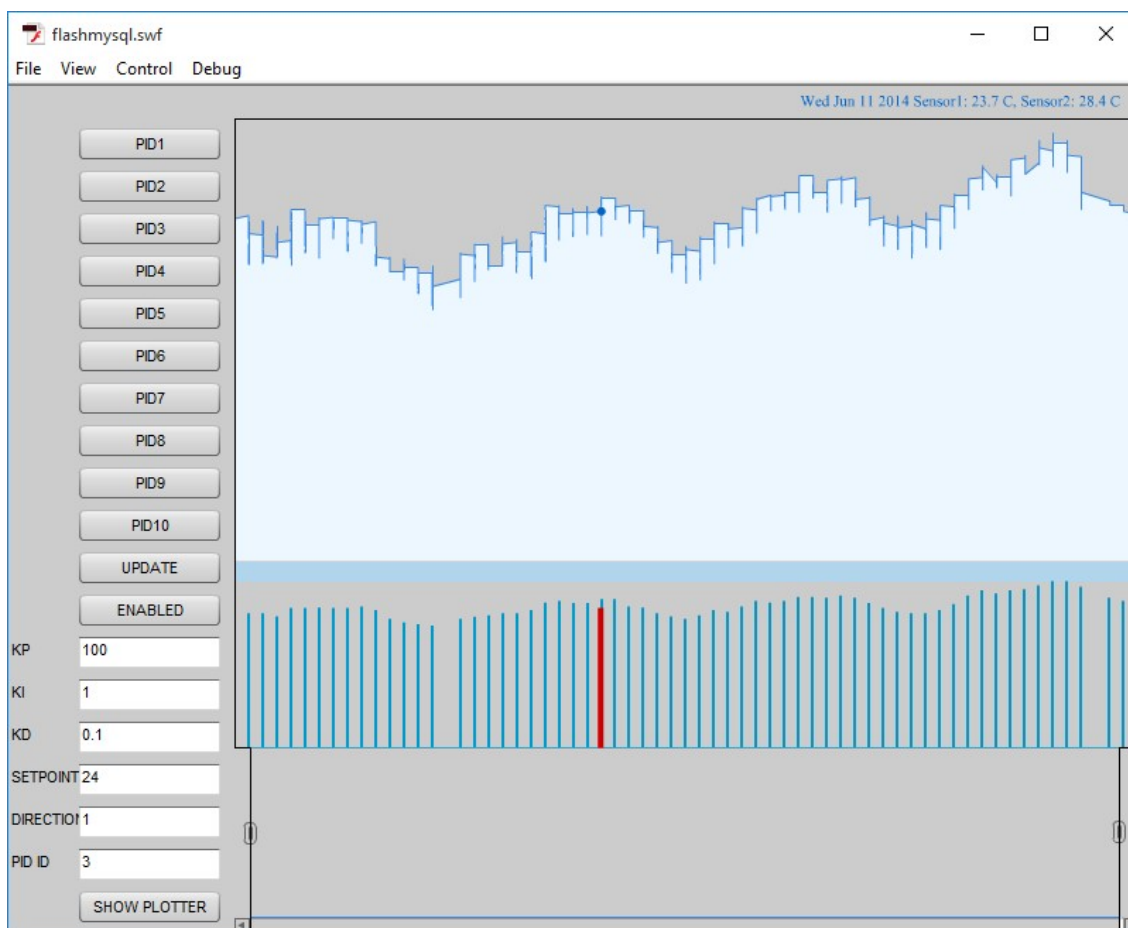 flashmysql.swf
File View Control Debug
Wed Jun 11 2014 Sensor1: 23.7 C, Sensor2: 28.4 C
PID1
PID2
PID3
PID4
PID5
PID6
PID7
PID8
PID9
PID10
UPDATE
ENABLED
KP 100
KI 1
KD 0.1
SETPOINT 24
DIRECTION 1
PID ID 3
SHOW PLOTTER